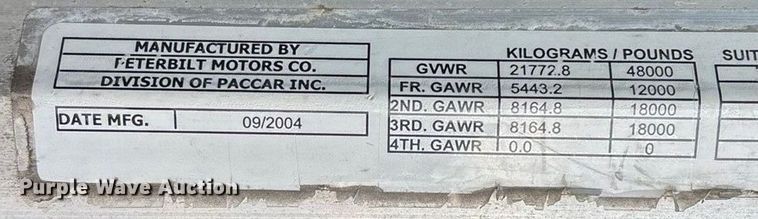 MANUFACTURED BY
PETERBILT MOTORS CO.
DIVISION OF PACCAR INC.
DATE MFG. 09/2004
KILOGRAMS / POUNDS
GVWR 21772.8 48000
FR. GAWR 5443.2 12000
2ND. GAWR 8164.8 18000
3RD. GAWR 8164.8 18000
4TH. GAWR 0.0 0
SUIT
Purple Wave Auction